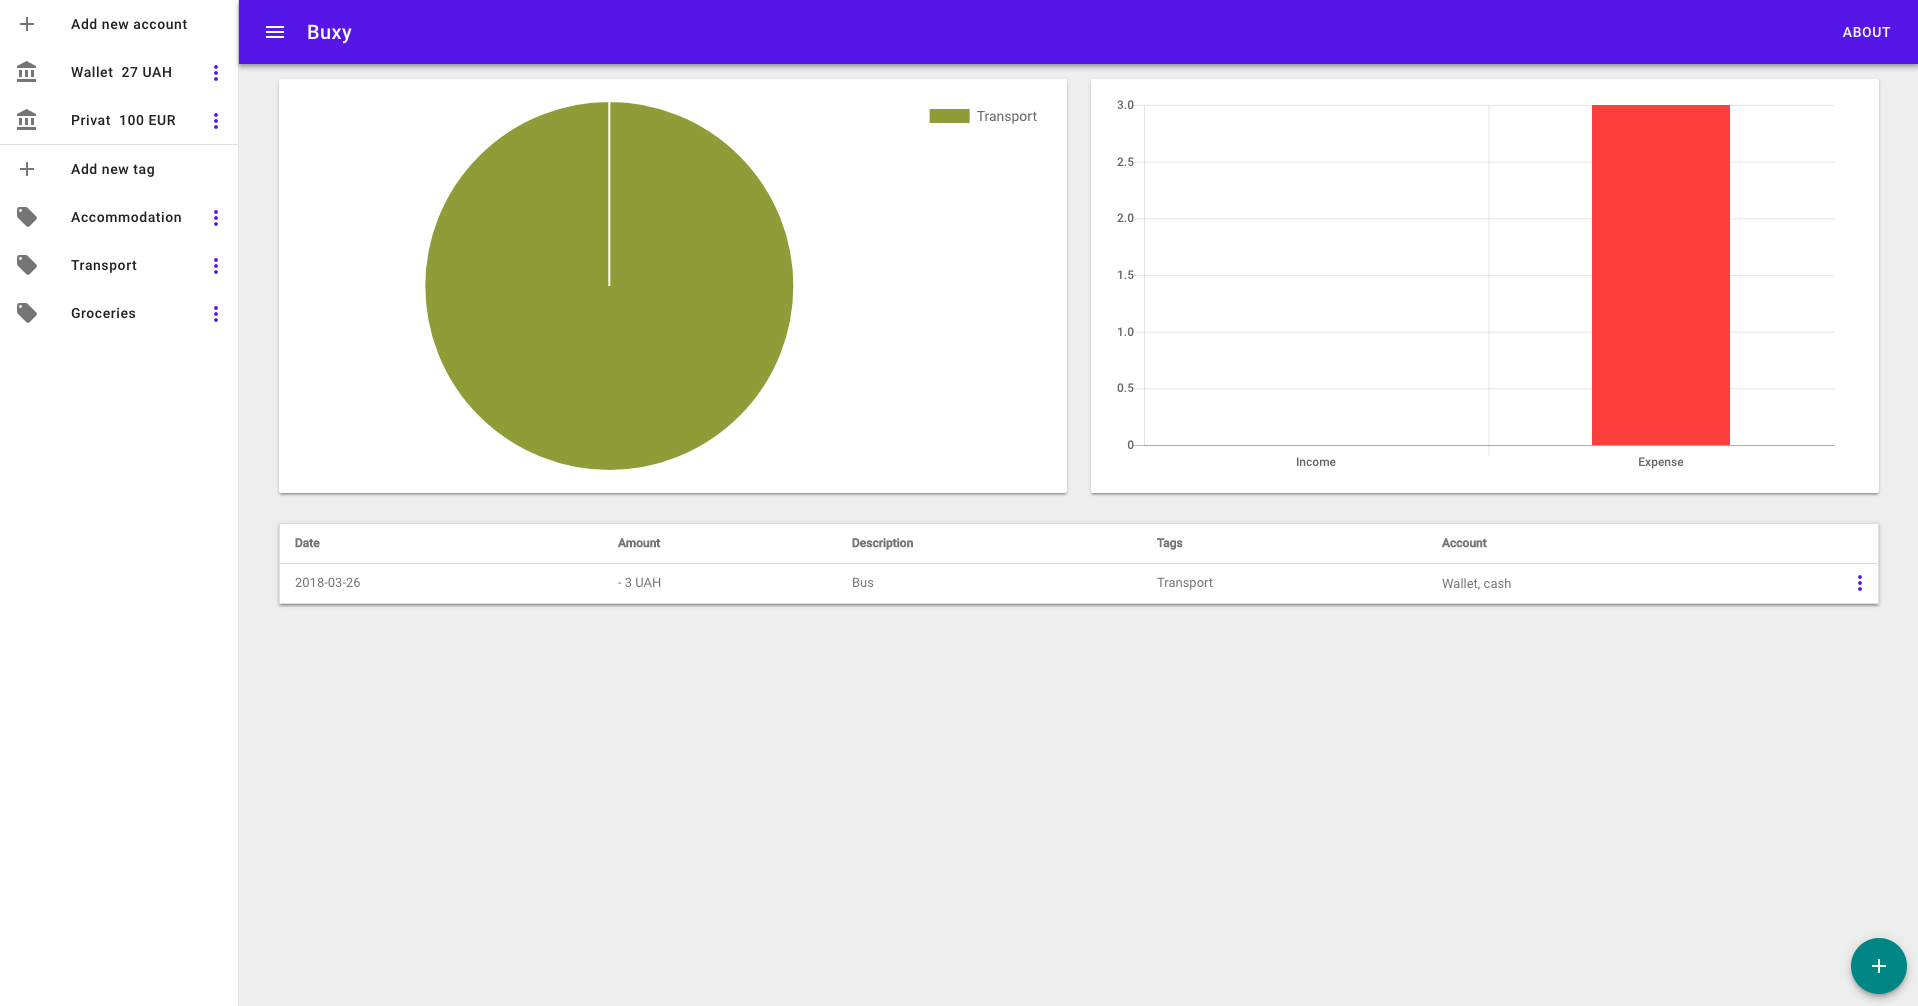 Add new account
Wallet 27 UAH
Privat 100 EUR
Add new tag
Accommodation
Transport
Groceries
Buxy
ABOUT
Transport
3.0
2.5
2.0
1.5
1.0
0.5
0
Income Expense
Date Amount Description Tags Account
2018-03-26 - 3 UAH Bus Transport Wallet, cash